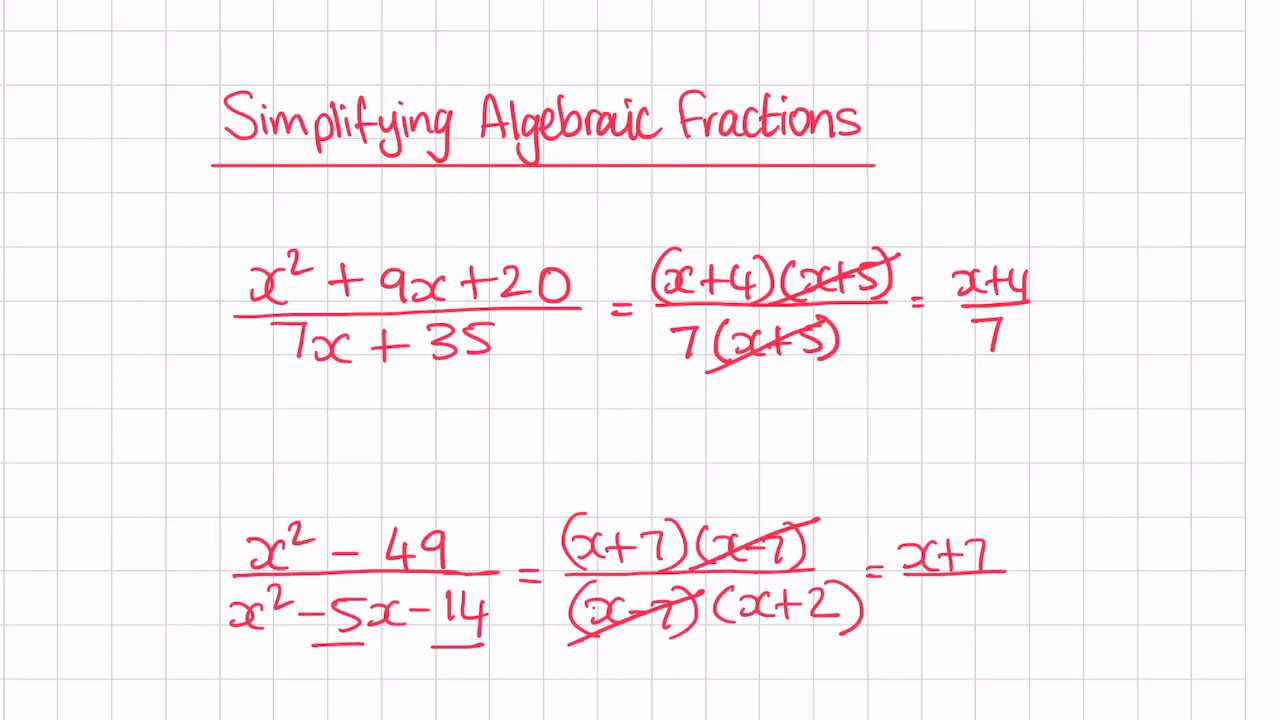 Simplifying Algebraic Fractions
x² + 9x + 20 / 7x + 35 = (x+4)(x+5) / 7(x+5) = x+4 / 7
x² - 49 / x² - 5x - 14 = (x+7)(x-7) / (x-7)(x+2) = x+7 /